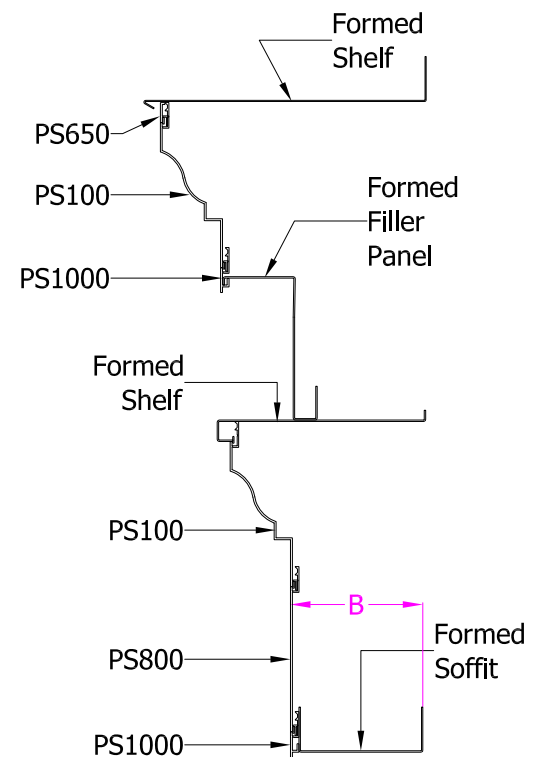 Formed
Shelf
PS650
PS100
Formed
Filler
Panel
PS1000
Formed
Shelf
PS100
B
Formed
Soffit
PS800
PS1000